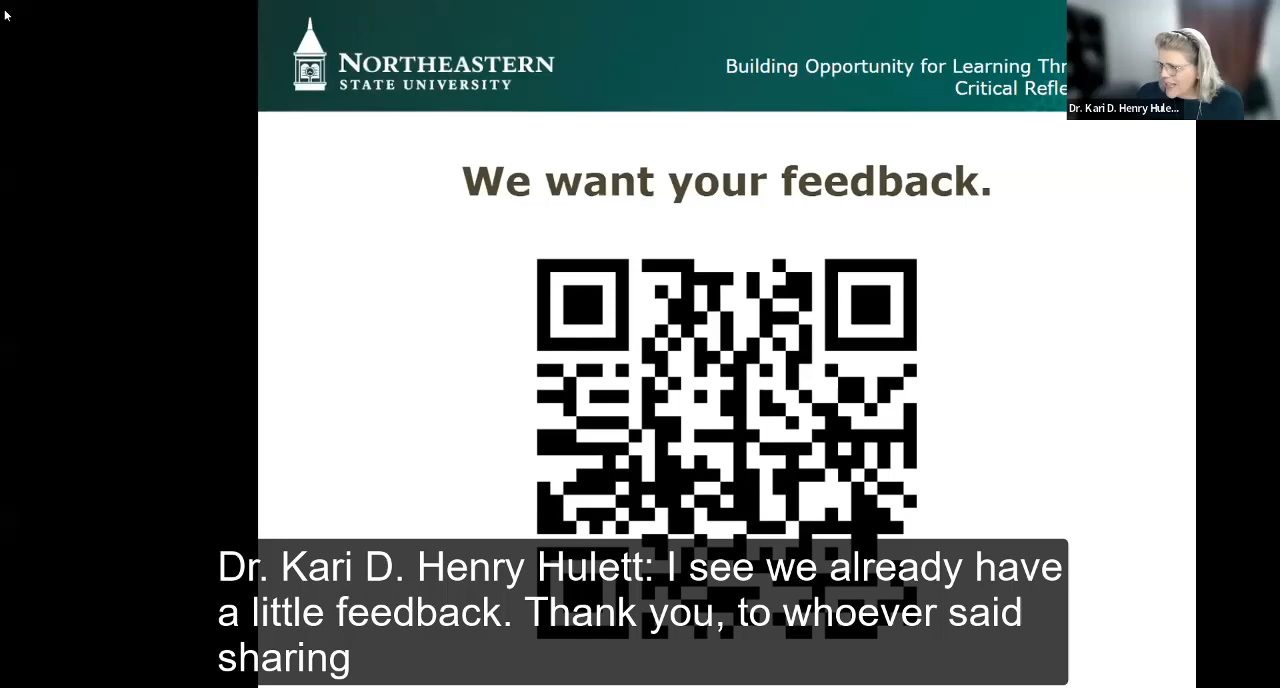 NORTHEASTERN
STATE UNIVERSITY
Building Opportunity for Learning Thr
Critical Refle
Dr. Kari D. Henry Hule...
We want your feedback.
Dr. Kari D. Henry Hulett: I see we already have
a little feedback. Thank you, to whoever said
sharing